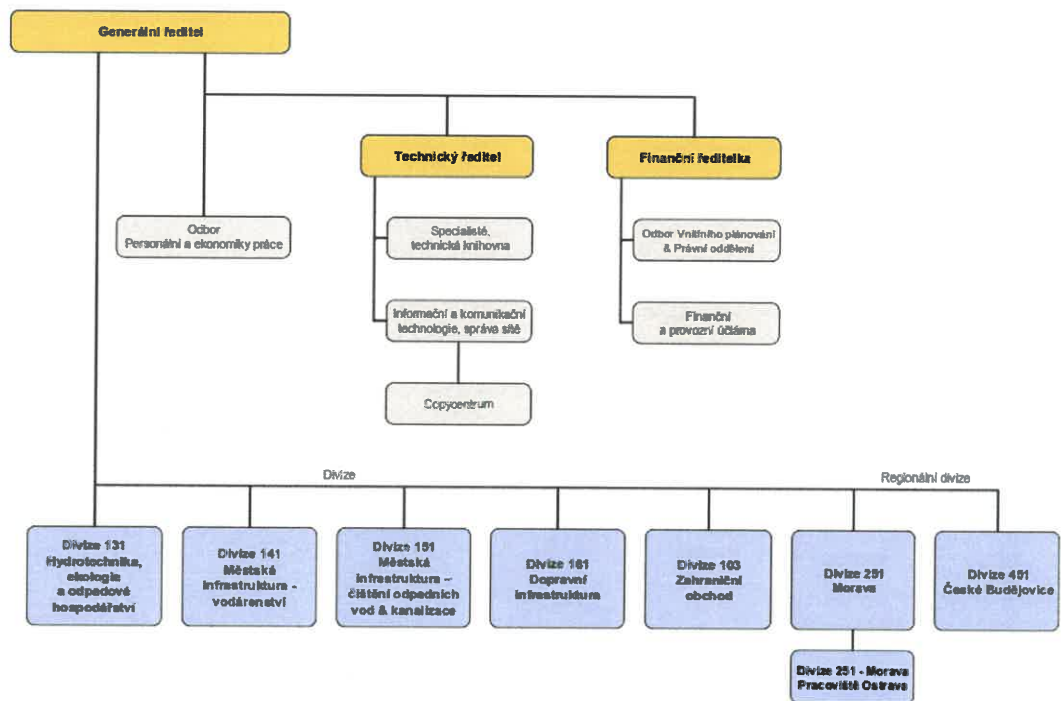 Generální ředitel
Technický ředitel
Finanční ředitelka
Odbor
Personální a ekonomiky práce
Specialisté,
technická knihovna
Odbor Vnitřního plánování
& Právní oddělení
Informační a komunikační
technologie, správa sítě
Finanční
a provozní účtárna
Copycentrum
Divize
Regionální divize
Divize 131
Hydrotechnika,
ekologie
a odpadové
hospodářství
Divize 141
Městská
infrastruktura -
vodárenství
Divize 151
Městská
infrastruktura –
čištění odpadních
vod & kanalizace
Divize 161
Dopravní
infrastruktura
Divize 103
Zahraniční
obchod
Divize 251
Morava
Divize 451
České Budějovice
Divize 251 - Morava
Pracoviště Ostrava